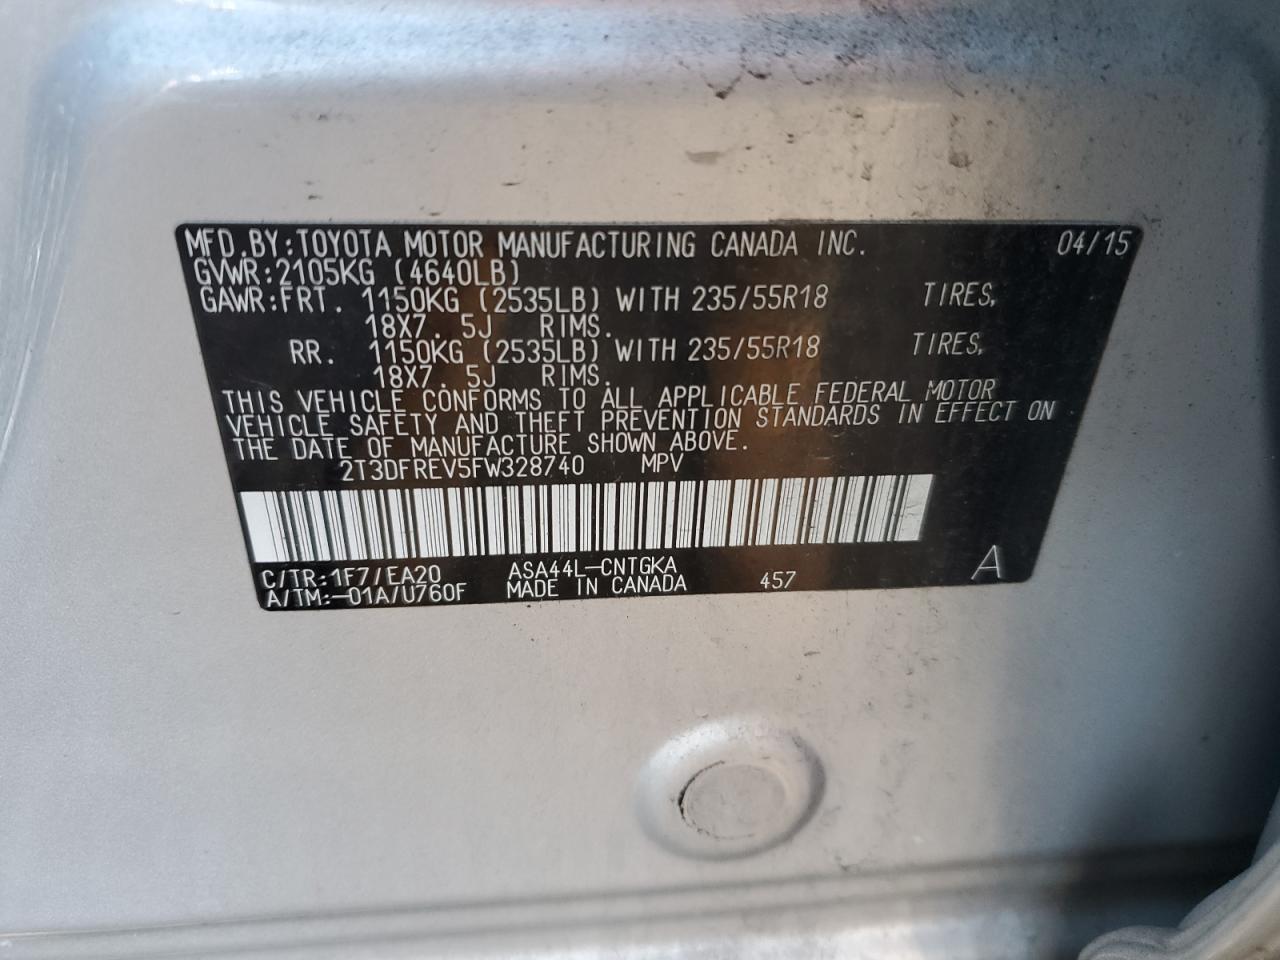 MFD.BY:TOYOTA MOTOR MANUFACTURING CANADA INC. 04/15
GVWR:2105KG (4640LB)
GAWR:FRT. 1150KG (2535LB) WITH 235/55R18 TIRES,
18X7. 5J RIMS.
RR. 1150KG (2535LB) WITH 235/55R18 TIRES,
18X7. 5J RIMS.
THIS VEHICLE CONFORMS TO ALL APPLICABLE FEDERAL MOTOR
VEHICLE SAFETY AND THEFT PREVENTION STANDARDS IN EFFECT ON
THE DATE OF MANUFACTURE SHOWN ABOVE.
2T3DFREV5FW328740 MPV
C/TR:1F7/EA20 ASA44L-CNTGKA
A/TM:-01A/U760F MADE IN CANADA 457 A